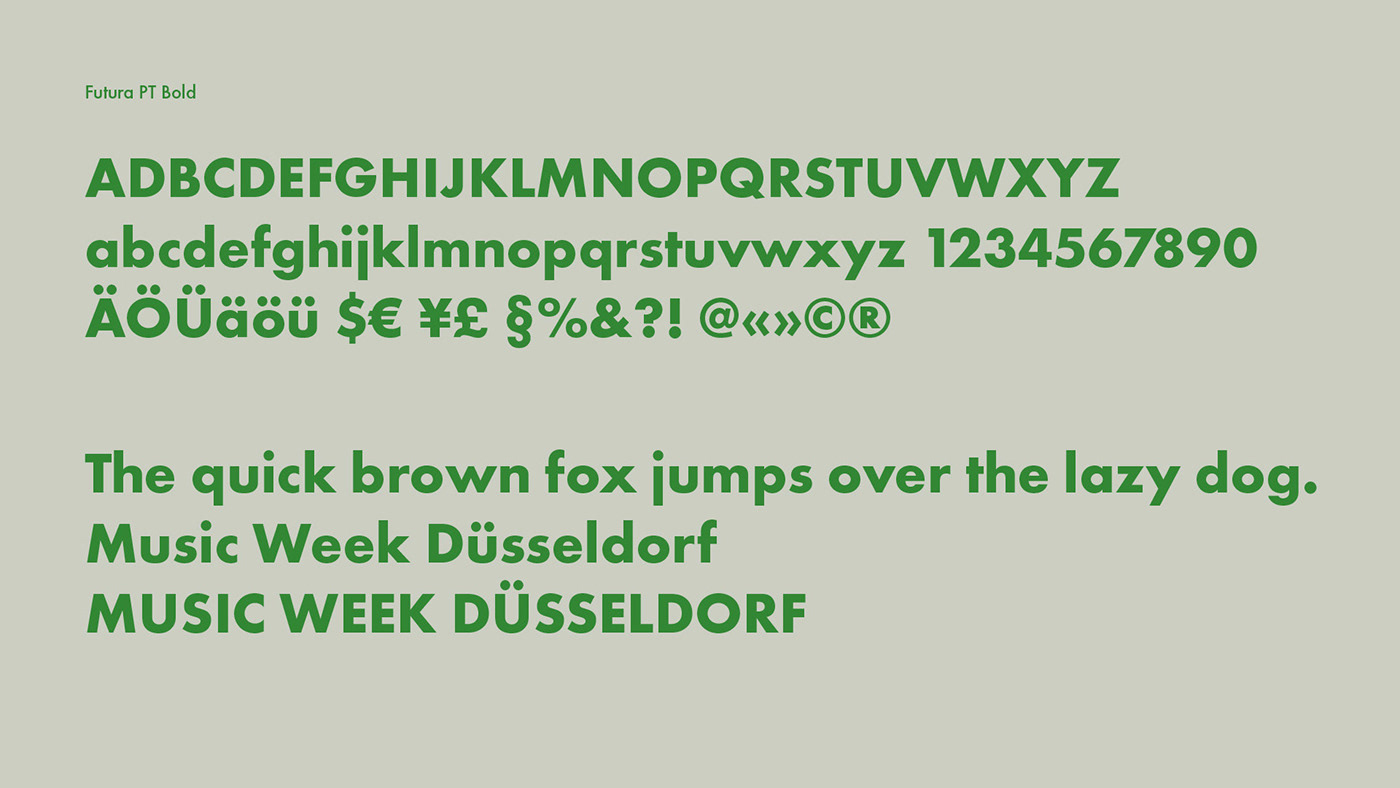 Futura PT Bold
ADBCDEFGHIJKLMNOPQRSTUVWXYZ
abcdefghijklmnopqrstuvwxyz 1234567890
ÄÖÜäöü $€ ¥£ §%&?! @«»©®
The quick brown fox jumps over the lazy dog.
Music Week Düsseldorf
MUSIC WEEK DÜSSELDORF